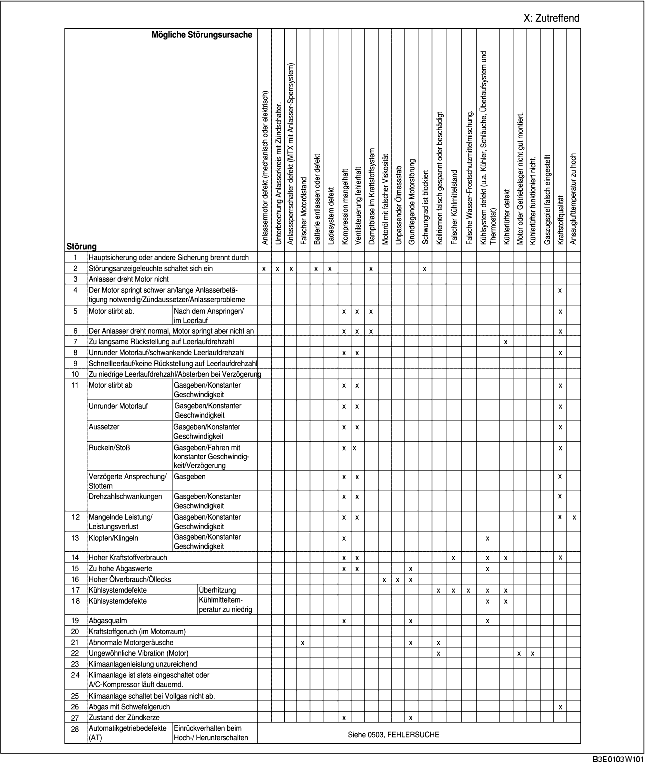 X: Zutreffend
Mögliche Störungsursache
Anlassermotor defekt (mechanisch oder elektrisch)
Unterbrechung Anlasserkreis mit Zündschalter
Anlasssperrschalter defekt (MTX mit Anlasser-Sperrsystem)
Falscher Motorölstand
Batterie entlassen oder defekt
Ladesystem defekt
Kompression mangelhaft
Ventilsteuerung fehlerhaft
Dampfblase im Kraftstoffsystem
Motoröl mit falscher Viskosität
Unpassender Ölmessstab
Grundlegende Motorstörung
Schwungrad ist blockiert
Keilriemen falsch gespannt oder beschädigt
Falscher Kühlmittelstand
Falsche Wasser-Frostschutzmittelmischung.
Kühlsystem defekt (u.a. Kühler, Schläuche, Überlaufsystem und
Thermostat)
Kühlerlüfter defekt
Motor oder Getriebelager nicht gut montiert.
Kühlerlüfter funktioniert nicht.
Gaszugspiel falsch eingestellt
Kraftstoffqualität
Ansauglufttemperatur zu hoch
Störung
1 Hauptsicherung oder andere Sicherung brennt durch
2 Störungsanzeigeleuchte schaltet sich ein x x x x x x x
3 Anlasser dreht Motor nicht
4 Der Motor springt schwer an/lange Anlasserbetä-
tigung notwendig/Zündaussetzer/Anlasserprobleme x
5 Motor stirbt ab. Nach dem Anspringen/
im Leerlauf x x x x
6 Der Anlasser dreht normal, Motor springt aber nicht an x x x x
7 Zu langsame Rückstellung auf Leerlaufdrehzahl x
8 Unrunder Motorlauf/schwankende Leerlaufdrehzahl x x x
9 Schnellleerlauf/keine Rückstellung auf Leerlaufdrehzahl
10 Zu niedrige Leerlaufdrehzahl/Absterben bei Verzögerung
11 Motor stirbt ab Gasgeben/Konstanter
Geschwindigkeit x x x
Unrunder Motorlauf Gasgeben/Konstanter
Geschwindigkeit x x x
Aussetzer Gasgeben/Konstanter
Geschwindigkeit x x x
Ruckeln/Stoß Gasgeben/Fahren mit
konstanter Geschwindig-
keit/Verzögerung x x x
Verzögerte Ansprechung/
Stottern Gasgeben x x x
Drehzahlschwankungen Gasgeben/Konstanter
Geschwindigkeit x x x
12 Mangelnde Leistung/
Leistungsverlust Gasgeben/Konstanter
Geschwindigkeit x x x x
13 Klopfen/Klingeln Gasgeben/Konstanter
Geschwindigkeit x x
14 Hoher Kraftstoffverbrauch x x x x x x
15 Zu hohe Abgaswerte x x x x
16 Hoher Ölverbrauch/Öllecks x x x
17 Kühlsystemdefekte Überhitzung x x x x x
18 Kühlsystemdefekte Kühlmitteltem-
peratur zu niedrig x x
19 Abgasqualm x x x
20 Kraftstoffgeruch (im Motorraum)
21 Abnormale Motorgeräusche x x x
22 Ungewöhnliche Vibration (Motor) x x x
23 Klimaanlagenleistung unzureichend
24 Klimaanlage ist stets eingeschaltet oder
A/C-Kompressor läuft dauernd.
25 Klimaanlage schaltet bei Vollgas nicht ab.
26 Abgas mit Schwefelgeruch x
27 Zustand der Zündkerze x x
28 Automatikgetriebedefekte
(AT) Einrückverhalten beim
Hoch-/ Herunterschalten Siehe 0503, FEHLERSUCHE
B3E0103W101